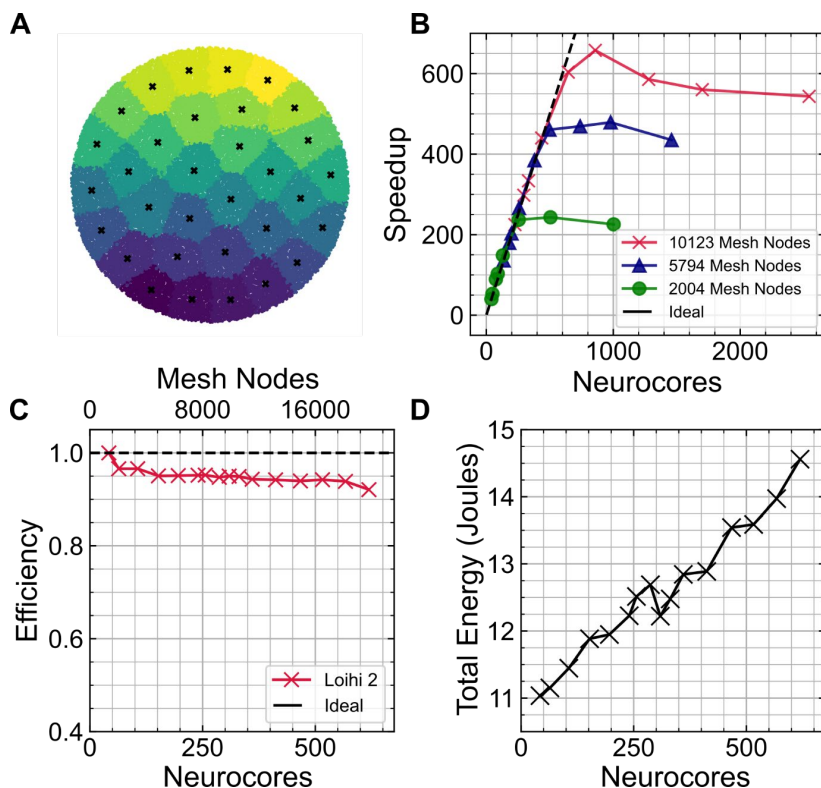 A
B
Speedup
600
400
200
0
10123 Mesh Nodes
5794 Mesh Nodes
2004 Mesh Nodes
Ideal
0 1000 2000
Neurocores
C
Mesh Nodes
0 8000 16000
Efficiency
1.0
0.8
0.6
0.4
Loihi 2
Ideal
0 250 500
Neurocores
D
Total Energy (Joules)
15
14
13
12
11
0 250 500
Neurocores